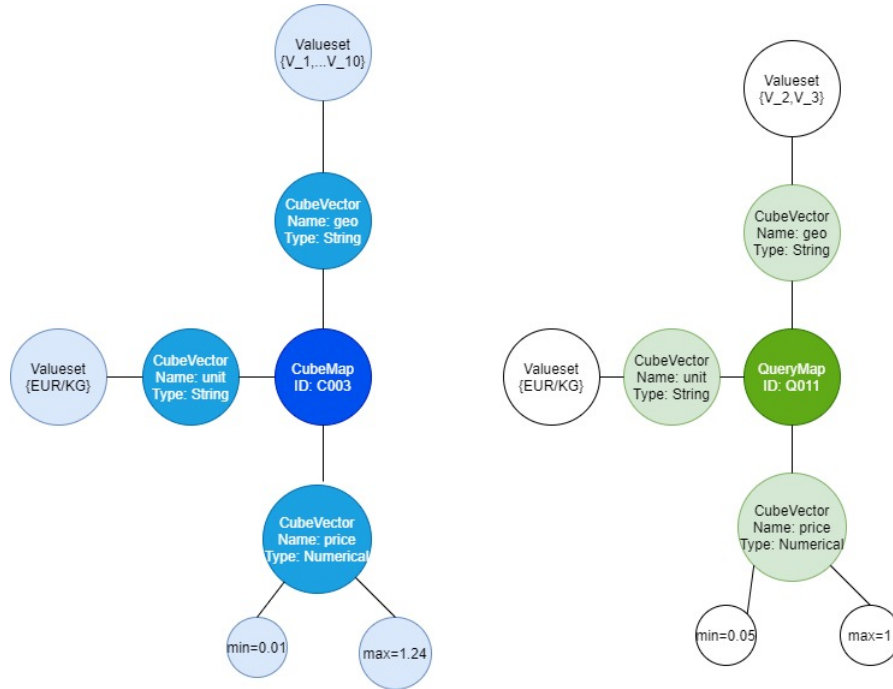 Valueset
{V_1,...V_10}
CubeVector
Name: geo
Type: String
Valueset
{EUR/KG}
CubeVector
Name: unit
Type: String
CubeMap
ID: C003
CubeVector
Name: price
Type: Numerical
min=0.01
max=1.24
Valueset
{V_2,V_3}
CubeVector
Name: geo
Type: String
Valueset
{EUR/KG}
CubeVector
Name: unit
Type: String
QueryMap
ID: Q011
CubeVector
Name: price
Type: Numerical
min=0.05
max=1